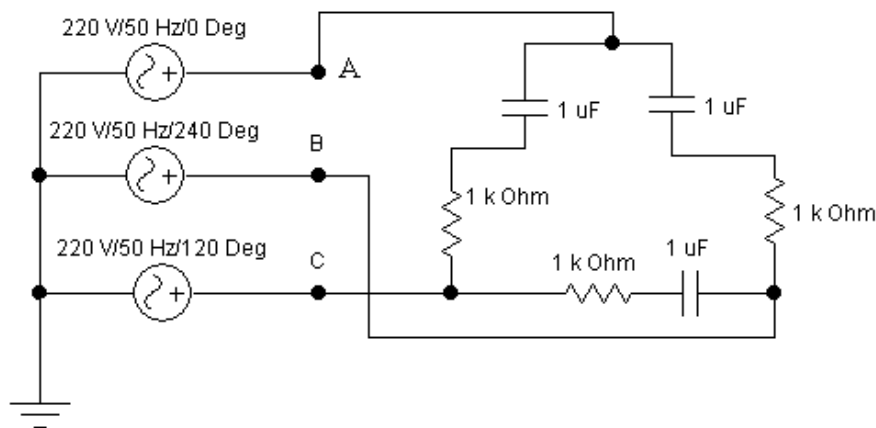 220 V/50 Hz/0 Deg
A
1 uF
1 uF
220 V/50 Hz/240 Deg
B
1 k Ohm
1 k Ohm
220 V/50 Hz/120 Deg
C
1 k Ohm
1 uF